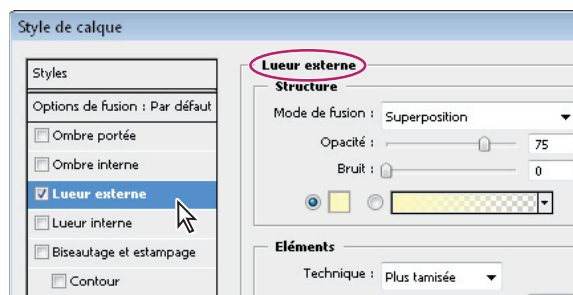 Style de calque
Styles
Options de fusion : Par défaut
Ombre portée
Ombre interne
Lueur externe
Lueur interne
Biseautage et estampage
Contour
Lueur externe
Structure
Mode de fusion : Superposition
Opacité : 75
Bruit : 0
Eléments
Technique : Plus tamisée